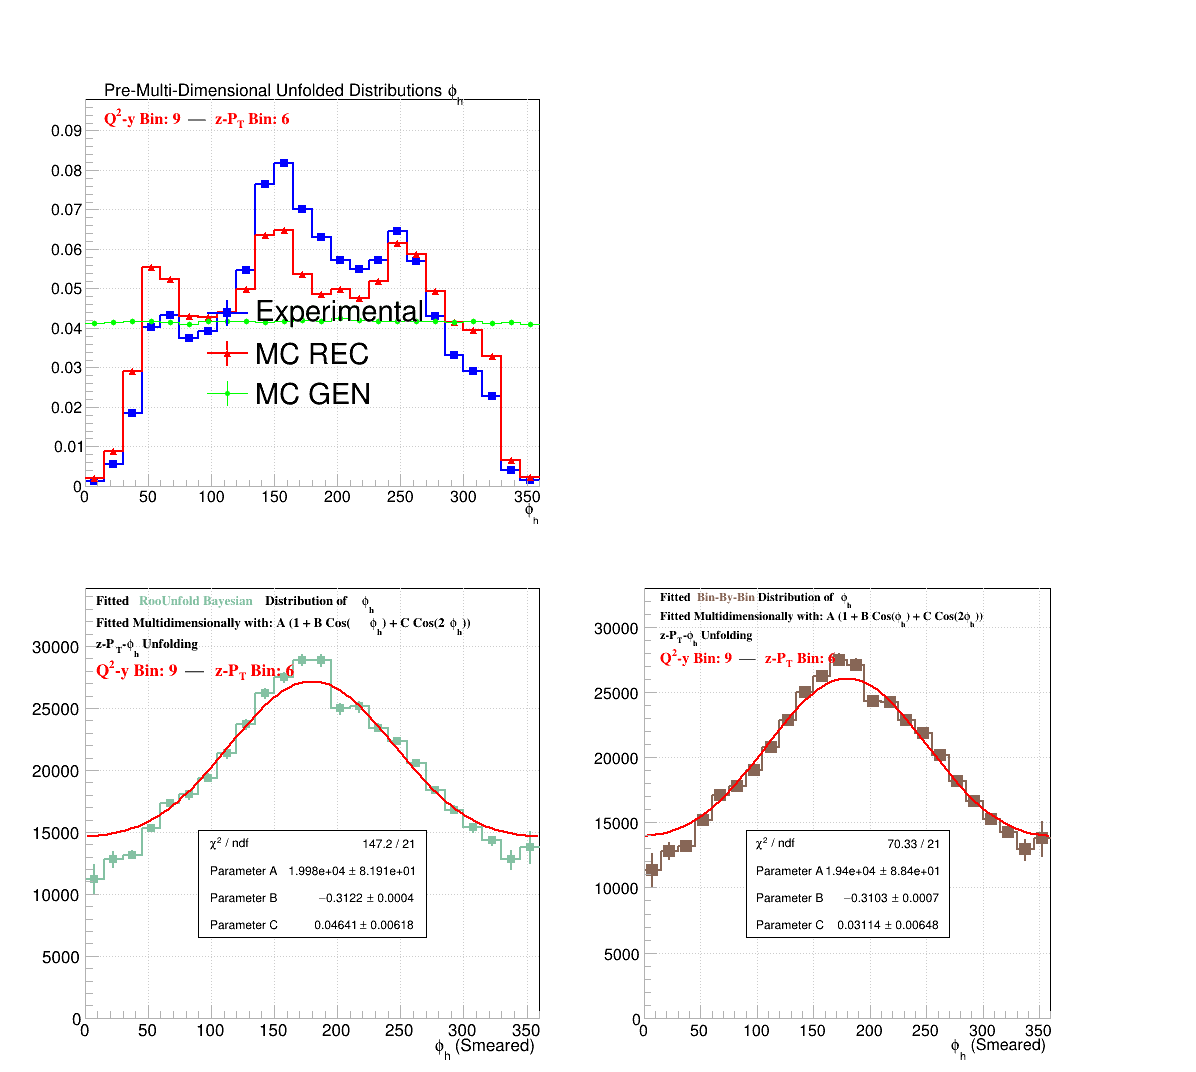 Pre-Multi-Dimensional Unfolded Distributions ϕh
Q2-y Bin: 9 — z-PT Bin: 6
0.09
0.08
0.07
0.06
0.05
0.04
0.03
0.02
0.01
0
Experimental
MC REC
MC GEN
0 50 100 150 200 250 300 350
ϕh
Fitted RooUnfold Bayesian Distribution of ϕh
Fitted Multidimensionally with: A (1 + B Cos( ϕh) + C Cos(2 ϕh))
z-PT-ϕh Unfolding
Q2-y Bin: 9 — z-PT Bin: 6
30000
25000
20000
15000
10000
5000
0
χ2 / ndf 147.2 / 21
Parameter A 1.998e+04 ± 8.191e+01
Parameter B −0.3122 ± 0.0004
Parameter C 0.04641 ± 0.00618
0 50 100 150 200 250 300 350
ϕh (Smeared)
Fitted Bin-By-Bin Distribution of ϕh
Fitted Multidimensionally with: A (1 + B Cos(ϕh) + C Cos(2ϕh))
z-PT-ϕh Unfolding
Q2-y Bin: 9 — z-PT Bin: 6
30000
25000
20000
15000
10000
5000
0
χ2 / ndf 70.33 / 21
Parameter A 1.94e+04 ± 8.84e+01
Parameter B −0.3103 ± 0.0007
Parameter C 0.03114 ± 0.00648
0 50 100 150 200 250 300 350
ϕh (Smeared)